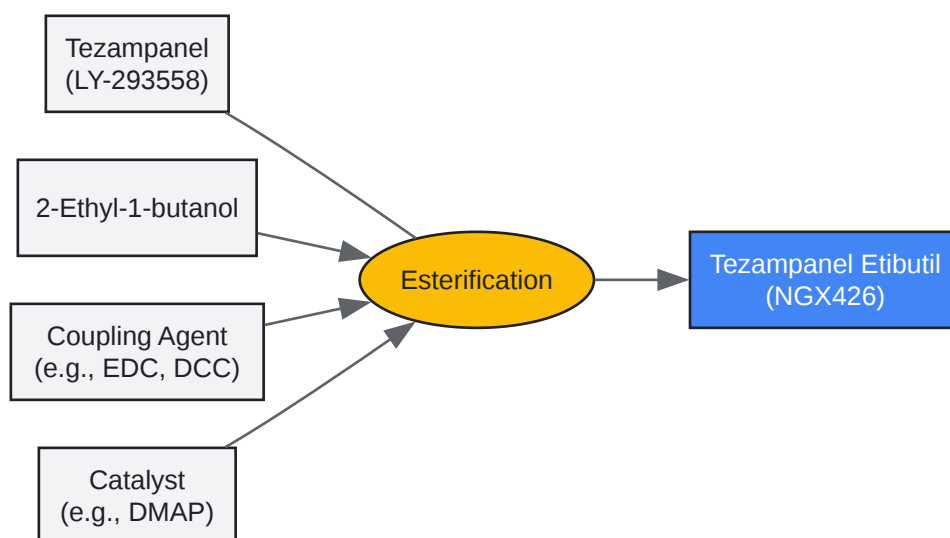 Tezampanel
(LY-293558)
2-Ethyl-1-butanol
Coupling Agent
(e.g., EDC, DCC)
Catalyst
(e.g., DMAP)
Esterification
Tezampanel Etibutil
(NGX426)